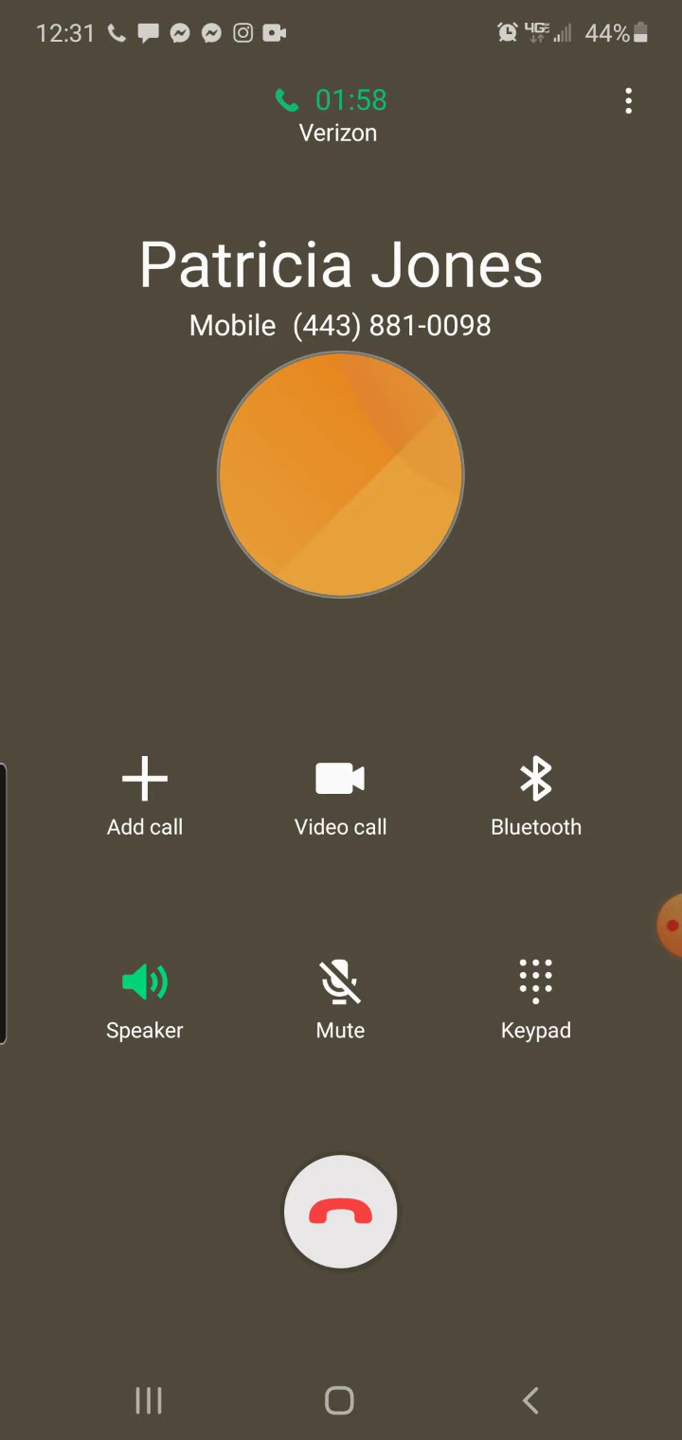 12:31 4GE 44%
01:58
Verizon
Patricia Jones
Mobile (443) 881-0098
Add call Video call Bluetooth
Speaker Mute Keypad